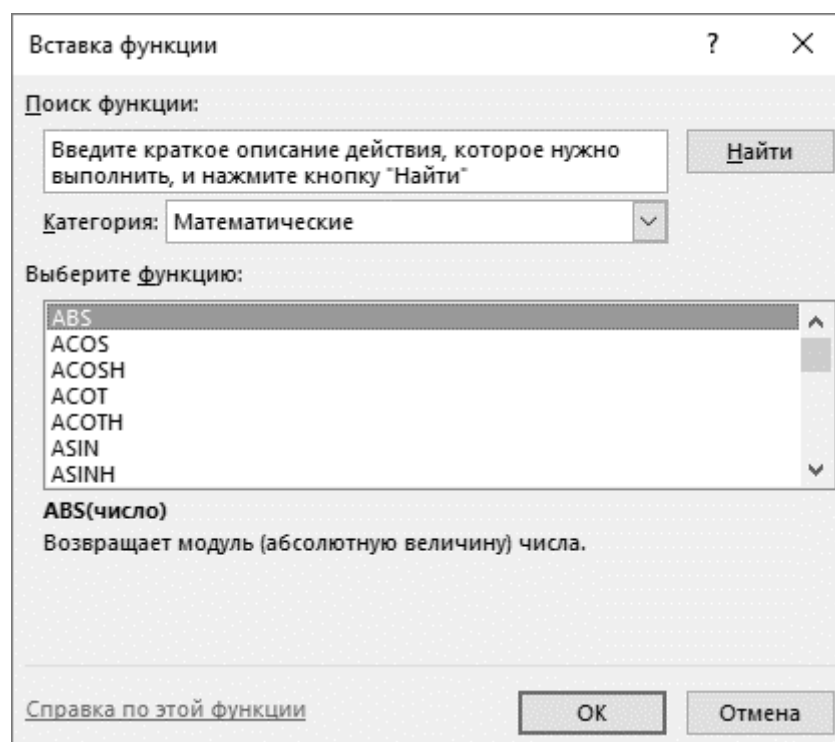 Вставка функции
?
Поиск функции:
Введите краткое описание действия, которое нужно
выполнить, и нажмите кнопку "Найти"
Найти
Категория: Математические
Выберите функцию:
ABS
ACOS
ACOSH
ACOT
ACOTH
ASIN
ASINH
ABS(число)
Возвращает модуль (абсолютную величину) числа.
Справка по этой функции
ОК
Отмена